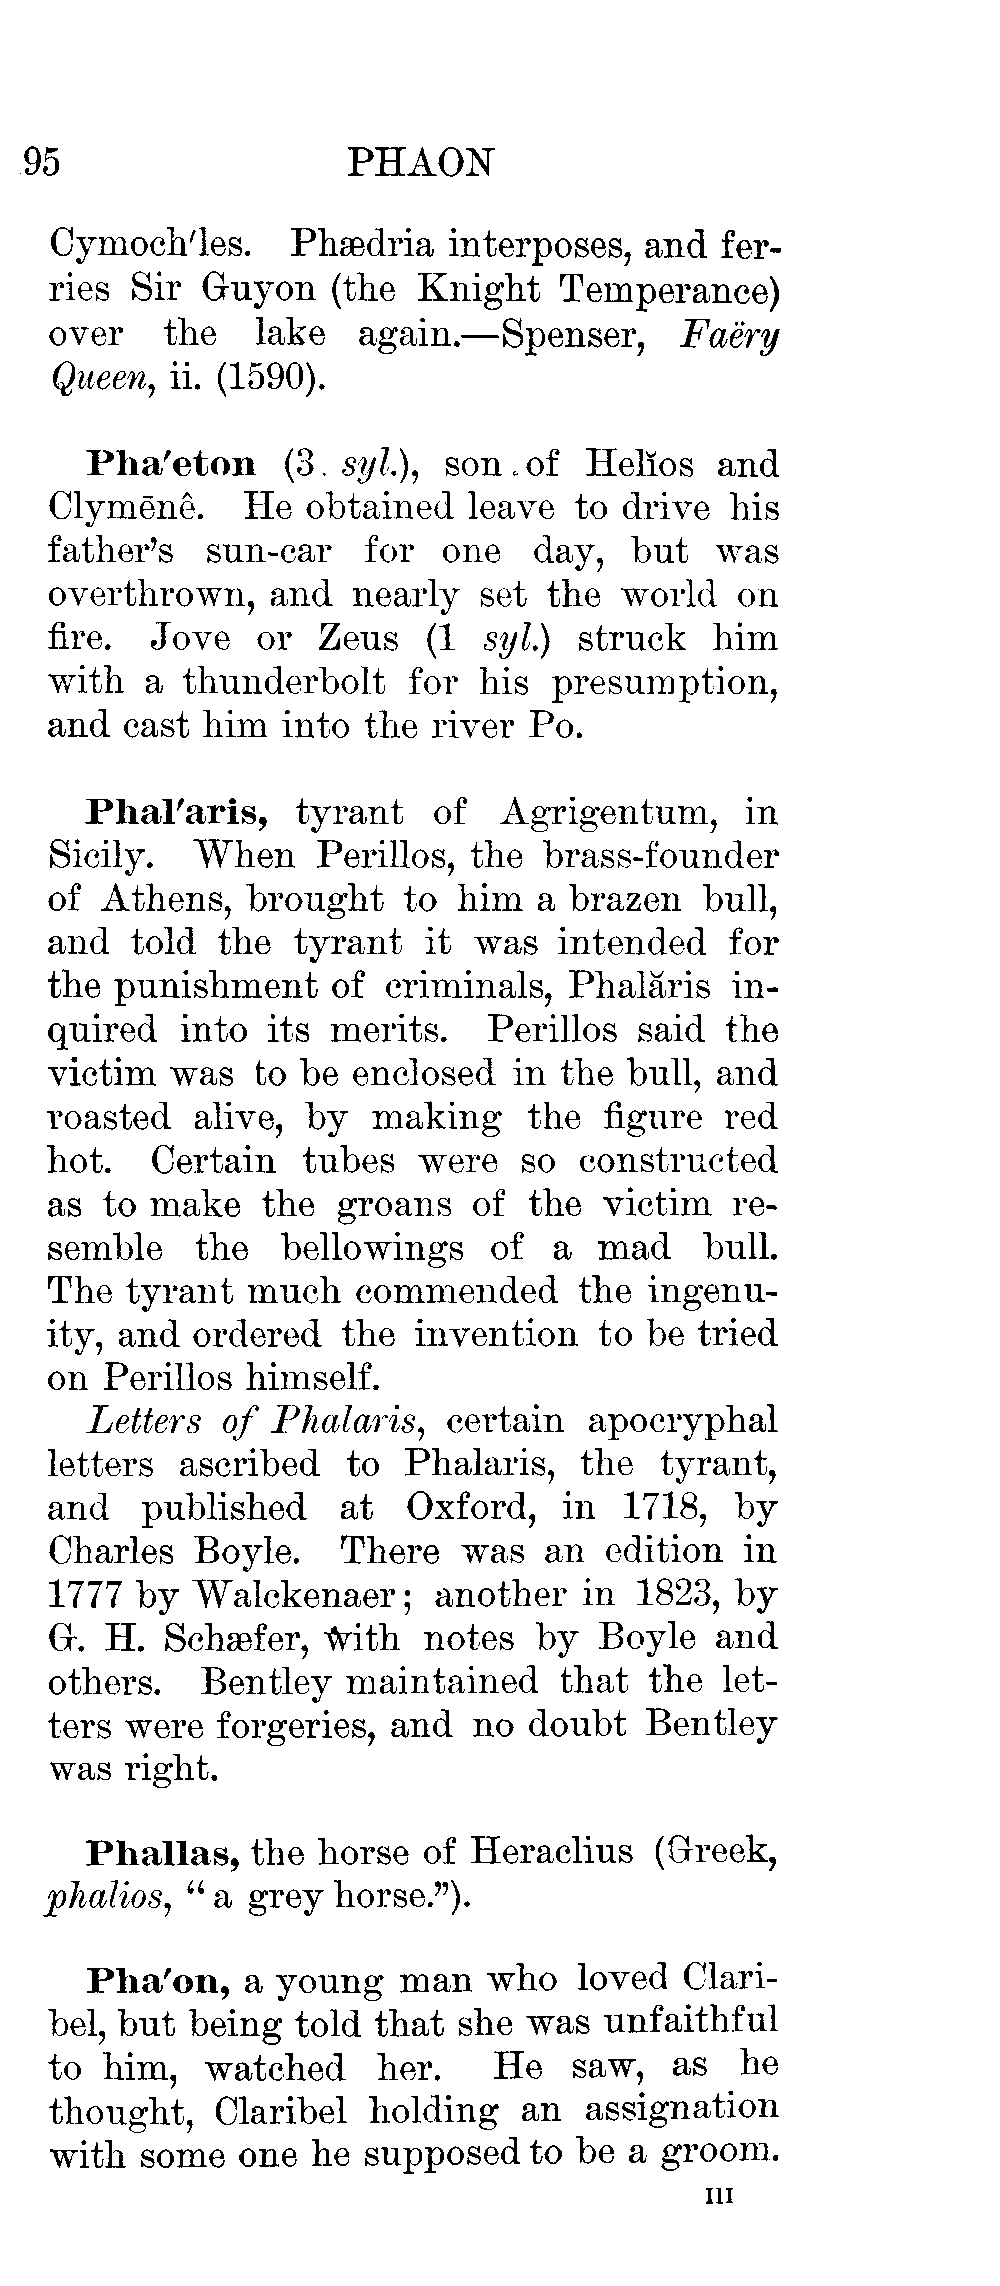 95 PHAON
Cymoch'les. Phædria interposes, and fer-
ries Sir Guyon (the Knight Temperance)
over the lake again.—Spenser, Faëry
Queen, ii. (1590).
Pha'eton (3. syl.), son of Helĭos and
Clymēnê. He obtained leave to drive his
father's sun-car for one day, but was
overthrown, and nearly set the world on
fire. Jove or Zeus (1 syl.) struck him
with a thunderbolt for his presumption,
and cast him into the river Po.
Phal'aris, tyrant of Agrigentum, in
Sicily. When Perillos, the brass-founder
of Athens, brought to him a brazen bull,
and told the tyrant it was intended for
the punishment of criminals, Phalăris in-
quired into its merits. Perillos said the
victim was to be enclosed in the bull, and
roasted alive, by making the figure red
hot. Certain tubes were so constructed
as to make the groans of the victim re-
semble the bellowings of a mad bull.
The tyrant much commended the ingenu-
ity, and ordered the invention to be tried
on Perillos himself.
Letters of Phalaris, certain apocryphal
letters ascribed to Phalaris, the tyrant,
and published at Oxford, in 1718, by
Charles Boyle. There was an edition in
1777 by Walckenaer; another in 1823, by
G. H. Schæfer, with notes by Boyle and
others. Bentley maintained that the let-
ters were forgeries, and no doubt Bentley
was right.
Phallas, the horse of Heraclius (Greek,
phalios, "a grey horse.").
Pha'on, a young man who loved Clari-
bel, but being told that she was unfaithful
to him, watched her. He saw, as he
thought, Claribel holding an assignation
with some one he supposed to be a groom.
III